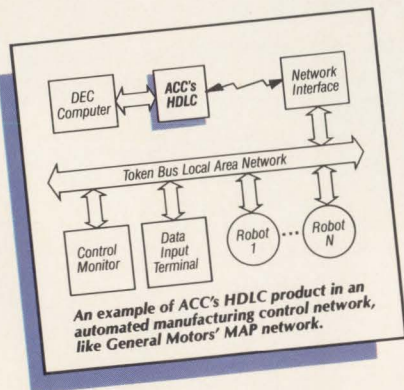 DEC
Computer
ACC's
HDLC
Network
Interface
Token Bus Local Area Network
Control
Monitor
Data
Input
Terminal
Robot
1
...
Robot
N
An example of ACC's HDLC product in an
automated manufacturing control network,
like General Motors' MAP network.